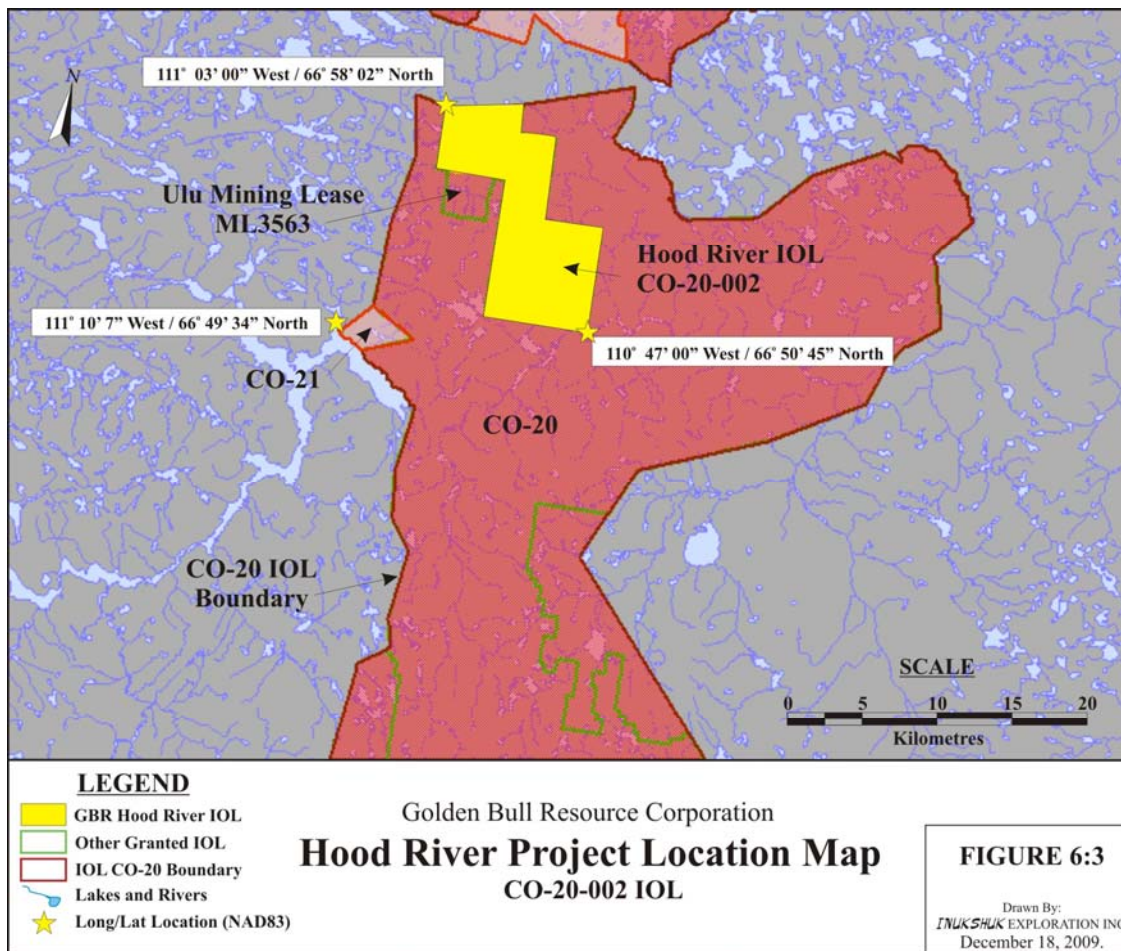 111° 03' 00" West / 66° 58' 02" North
N
Ulu Mining Lease
ML3563
Hood River IOL
CO-20-002
111° 10' 7" West / 66° 49' 34" North
110° 47' 00" West / 66° 50' 45" North
CO-21
CO-20
CO-20 IOL
Boundary
SCALE
0 5 10 15 20
Kilometres
LEGEND
GBR Hood River IOL
Other Granted IOL
IOL CO-20 Boundary
Lakes and Rivers
Long/Lat Location (NAD83)
Golden Bull Resource Corporation
Hood River Project Location Map
CO-20-002 IOL
FIGURE 6:3
Drawn By:
INUKSHUK EXPLORATION INC
December 18, 2009.